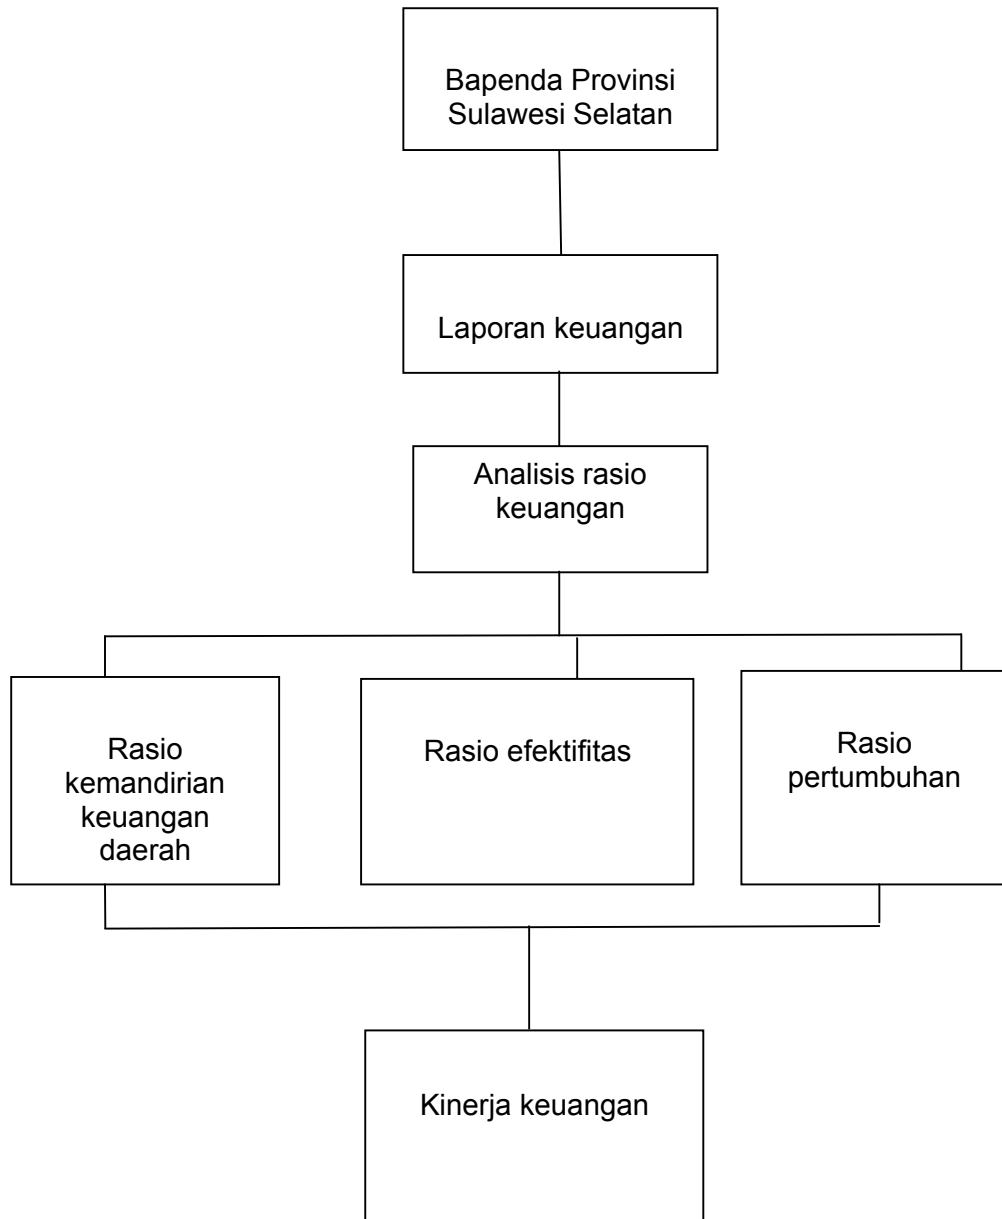 Bapenda Provinsi
Sulawesi Selatan
Laporan keuangan
Analisis rasio
keuangan
Rasio
kemandirian
keuangan
daerah
Rasio efektifitas
Rasio
pertumbuhan
Kinerja keuangan